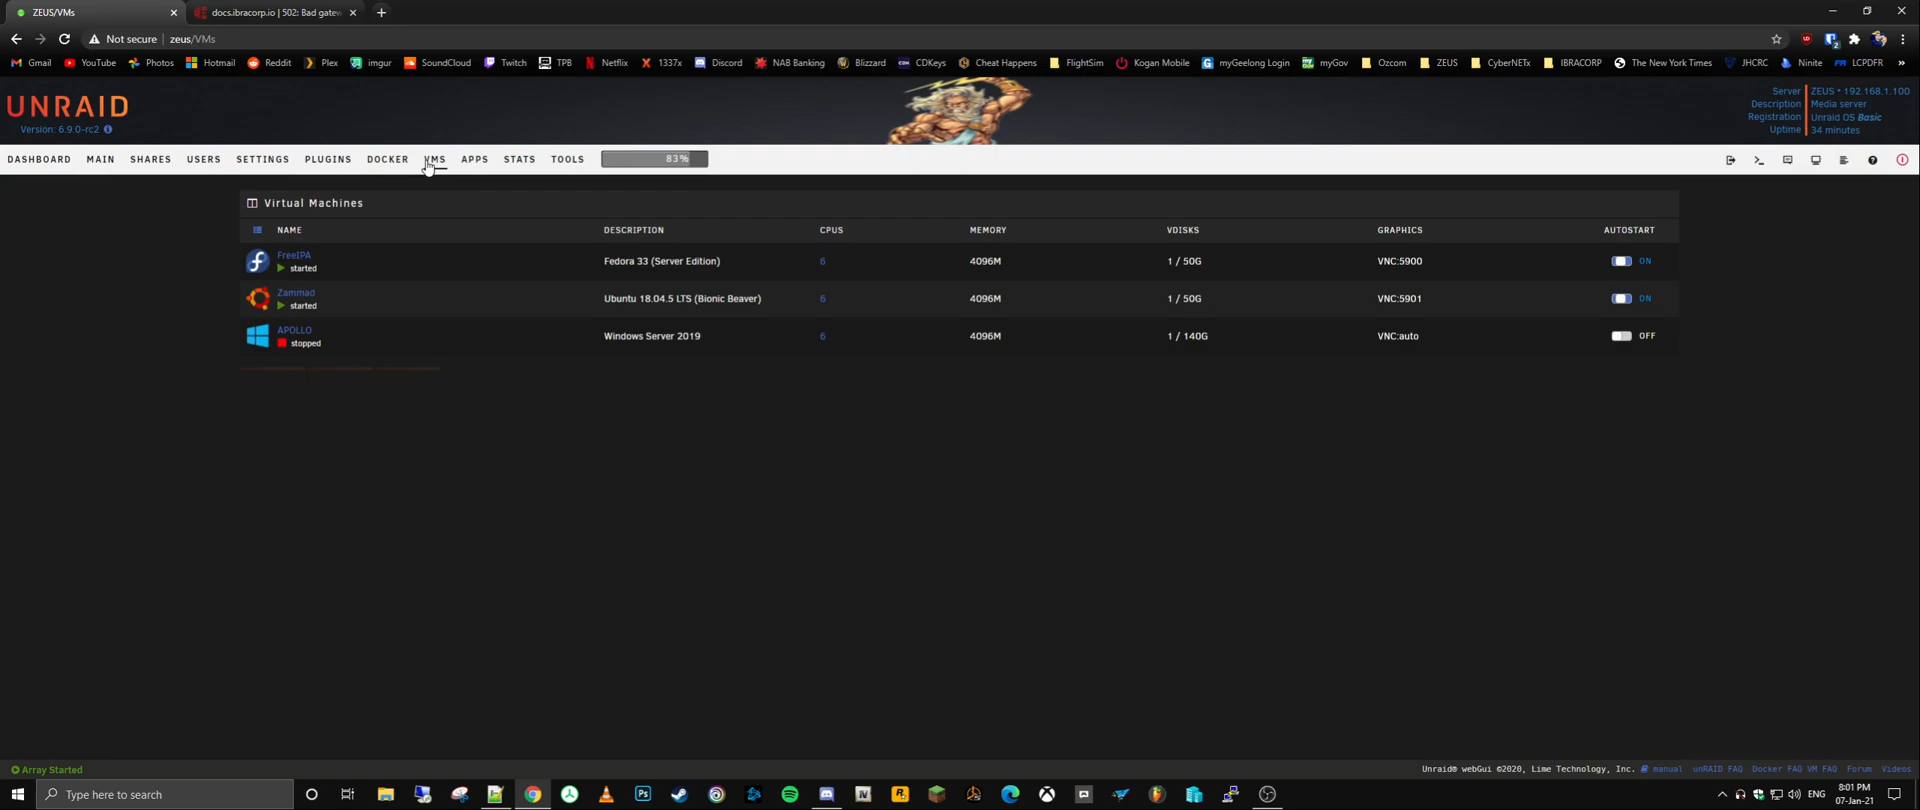 ZEUS/VMs
docs.ibracorp.io | 502: Bad gatew
Not secure
zeus/VMs
2
Gmail YouTube Photos Hotmail Reddit Plex imgur SoundCloud Twitch TPB Netflix 1337x Discord NAB Banking Blizzard CDKeys Cheat Happens FlightSim Kogan Mobile myGeelong Login myGov Ozcom ZEUS CyberNETx IBRACORP The New York Times JHCRC Ninite LCPDFR »
UNRAID
Version: 6.9.0-rc2
Server ZEUS • 192.168.1.100
Description Media server
Registration Unraid OS Basic
Uptime 34 minutes
DASHBOARD MAIN SHARES USERS SETTINGS PLUGINS DOCKER VMS APPS STATS TOOLS 83%
Virtual Machines
NAME DESCRIPTION CPUS MEMORY VDISKS GRAPHICS AUTOSTART
FreeIPA
started
Fedora 33 (Server Edition) 6 4096M 1 / 50G VNC:5900 ON
Zammad
started
Ubuntu 18.04.5 LTS (Bionic Beaver) 6 4096M 1 / 50G VNC:5901 ON
APOLLO
stopped
Windows Server 2019 6 4096M 1 / 140G VNC:auto OFF
Array Started
Unraid® webGui ©2020, Lime Technology, Inc. manual unRAID FAQ Docker FAQ VM FAQ Forum Videos
Type here to search
ENG
8:01 PM
07-Jan-21